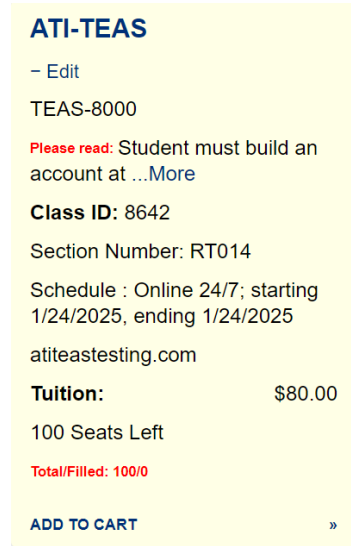 ATI-TEAS
− Edit
TEAS-8000
Please read: Student must build an
account at ...More
Class ID: 8642
Section Number: RT014
Schedule : Online 24/7; starting
1/24/2025, ending 1/24/2025
atiteastesting.com
Tuition: $80.00
100 Seats Left
Total/Filled: 100/0
ADD TO CART »